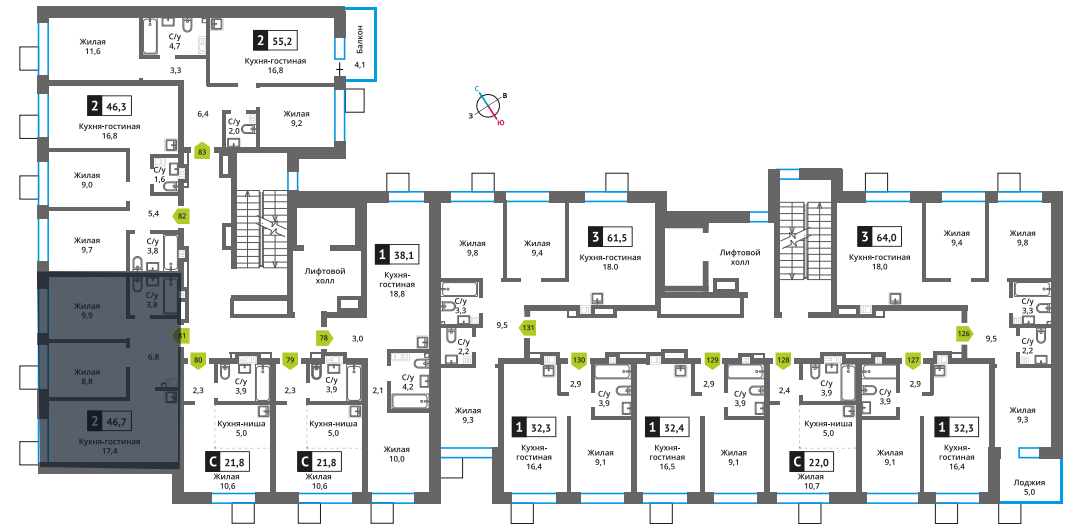 Жилая
11,6
С/у
4,7
3,3
2 55,2
Кухня-гостиная
16,8
Балкон
4,1
2 46,3
Кухня-гостиная
16,8
6,4
С/у
2,0
Жилая
9,2
С
В
З
Ю
83
Жилая
9,0
С/у
1,6
5,4
82
Жилая
9,7
С/у
3,8
Жилая
9,9
С/у
3,8
81
6,8
Жилая
8,8
2 46,7
Кухня-гостиная
17,4
Лифтовой
холл
78
3,0
1 38,1
Кухня-
гостиная
18,8
С/у
4,2
2,1
Жилая
10,0
80
2,3
С/у
3,9
Кухня-ниша
5,0
С 21,8
Жилая
10,6
79
2,3
С/у
3,9
Кухня-ниша
5,0
С 21,8
Жилая
10,6
Жилая
9,8
Жилая
9,4
3 61,5
Кухня-гостиная
18.0
С/у
3,3
9,5
131
С/у
2,2
Жилая
9,3
Лифтовой
холл
3 64,0
Кухня-гостиная
18,0
Жилая
9,4
Жилая
9,8
С/у
3,3
126
9,5
С/у
2,2
Жилая
9,3
Лоджия
5,0
130
2,9
С/у
3,9
1 32,3
Кухня-
гостиная
16,4
Жилая
9,1
129
2,9
С/у
3,9
1 32,4
Кухня-
гостиная
16,5
Жилая
9,1
128
2,4
С/у
3,9
Кухня-ниша
5,0
С 22,0
Жилая
10,7
127
2,9
С/у
3,9
1 32,3
Кухня-
гостиная
16,4
Жилая
9,1